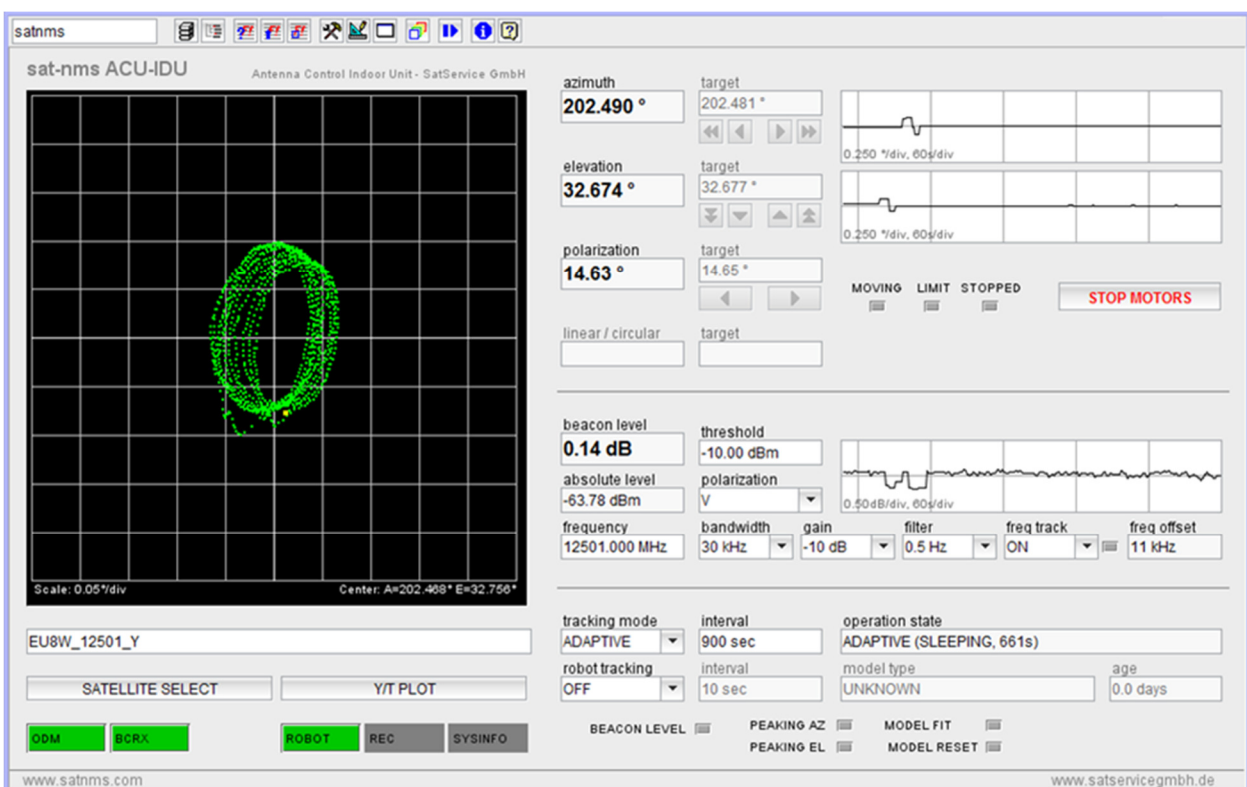 satnms
sat-nms ACU-IDU
Antenna Control Indoor Unit - SatService GmbH
Scale: 0.05°/div
Center: A=202.468° E=32.756°
EU8W_12501_Y
SATELLITE SELECT
Y/T PLOT
ODM
BCRX
ROBOT
REC
SYSINFO
azimuth
target
202.490 °
202.481 °
0.250 °/div, 60s/div
elevation
target
32.674 °
32.677 °
0.250 °/div, 60s/div
polarization
target
14.63 °
14.65 °
MOVING LIMIT STOPPED
STOP MOTORS
linear / circular
target
beacon level
threshold
0.14 dB
-10.00 dBm
absolute level
polarization
-63.78 dBm
V
0.50dB/div, 60s/div
frequency
bandwidth
gain
filter
freq track
freq offset
12501.000 MHz
30 kHz
-10 dB
0.5 Hz
ON
11 kHz
tracking mode
interval
operation state
ADAPTIVE
900 sec
ADAPTIVE (SLEEPING, 661s)
robot tracking
interval
model type
age
OFF
10 sec
UNKNOWN
0.0 days
BEACON LEVEL
PEAKING AZ
MODEL FIT
PEAKING EL
MODEL RESET
www.satnms.com
www.satservicegmbh.de